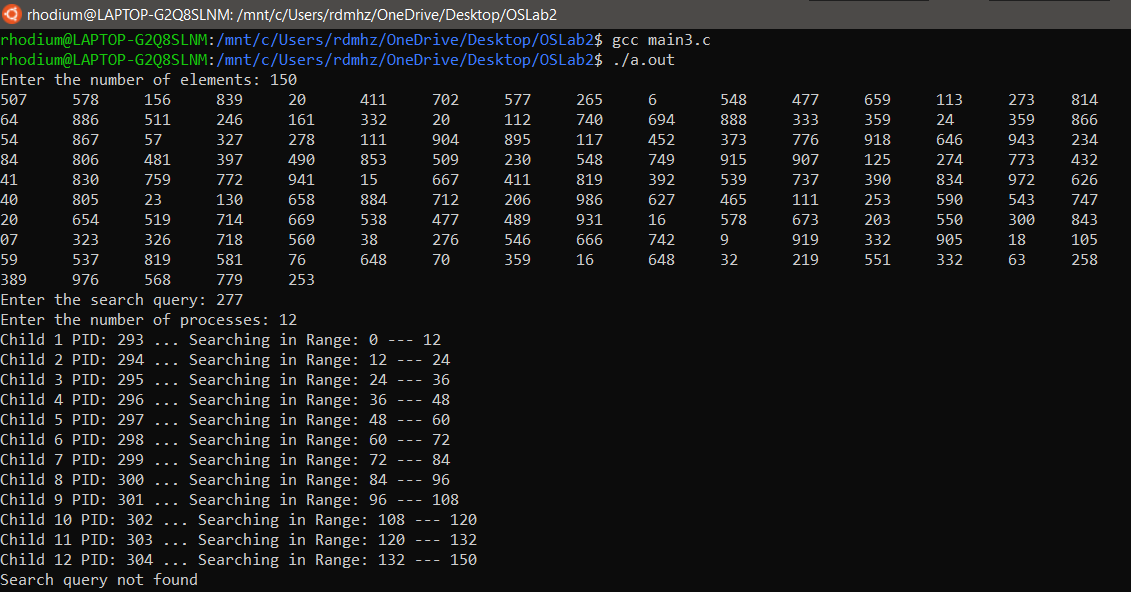 rhodium@LAPTOP-G2Q8SLNM: /mnt/c/Users/rdmhz/OneDrive/Desktop/OSLab2
rhodium@LAPTOP-G2Q8SLNM:/mnt/c/Users/rdmhz/OneDrive/Desktop/OSLab2$ gcc main3.c
rhodium@LAPTOP-G2Q8SLNM:/mnt/c/Users/rdmhz/OneDrive/Desktop/OSLab2$ ./a.out
Enter the number of elements: 150
507 578 156 839 20 411 702 577 265 6 548 477 659 113 273 814
64 886 511 246 161 332 20 112 740 694 888 333 359 24 359 866
54 867 57 327 278 111 904 895 117 452 373 776 918 646 943 234
84 806 481 397 490 853 509 230 548 749 915 907 125 274 773 432
41 830 759 772 941 15 667 411 819 392 539 737 390 834 972 626
40 805 23 130 658 884 712 206 986 627 465 111 253 590 543 747
20 654 519 714 669 538 477 489 931 16 578 673 203 550 300 843
07 323 326 718 560 38 276 546 666 742 9 919 332 905 18 105
59 537 819 581 76 648 70 359 16 648 32 219 551 332 63 258
389 976 568 779 253
Enter the search query: 277
Enter the number of processes: 12
Child 1 PID: 293 ... Searching in Range: 0 --- 12
Child 2 PID: 294 ... Searching in Range: 12 --- 24
Child 3 PID: 295 ... Searching in Range: 24 --- 36
Child 4 PID: 296 ... Searching in Range: 36 --- 48
Child 5 PID: 297 ... Searching in Range: 48 --- 60
Child 6 PID: 298 ... Searching in Range: 60 --- 72
Child 7 PID: 299 ... Searching in Range: 72 --- 84
Child 8 PID: 300 ... Searching in Range: 84 --- 96
Child 9 PID: 301 ... Searching in Range: 96 --- 108
Child 10 PID: 302 ... Searching in Range: 108 --- 120
Child 11 PID: 303 ... Searching in Range: 120 --- 132
Child 12 PID: 304 ... Searching in Range: 132 --- 150
Search query not found